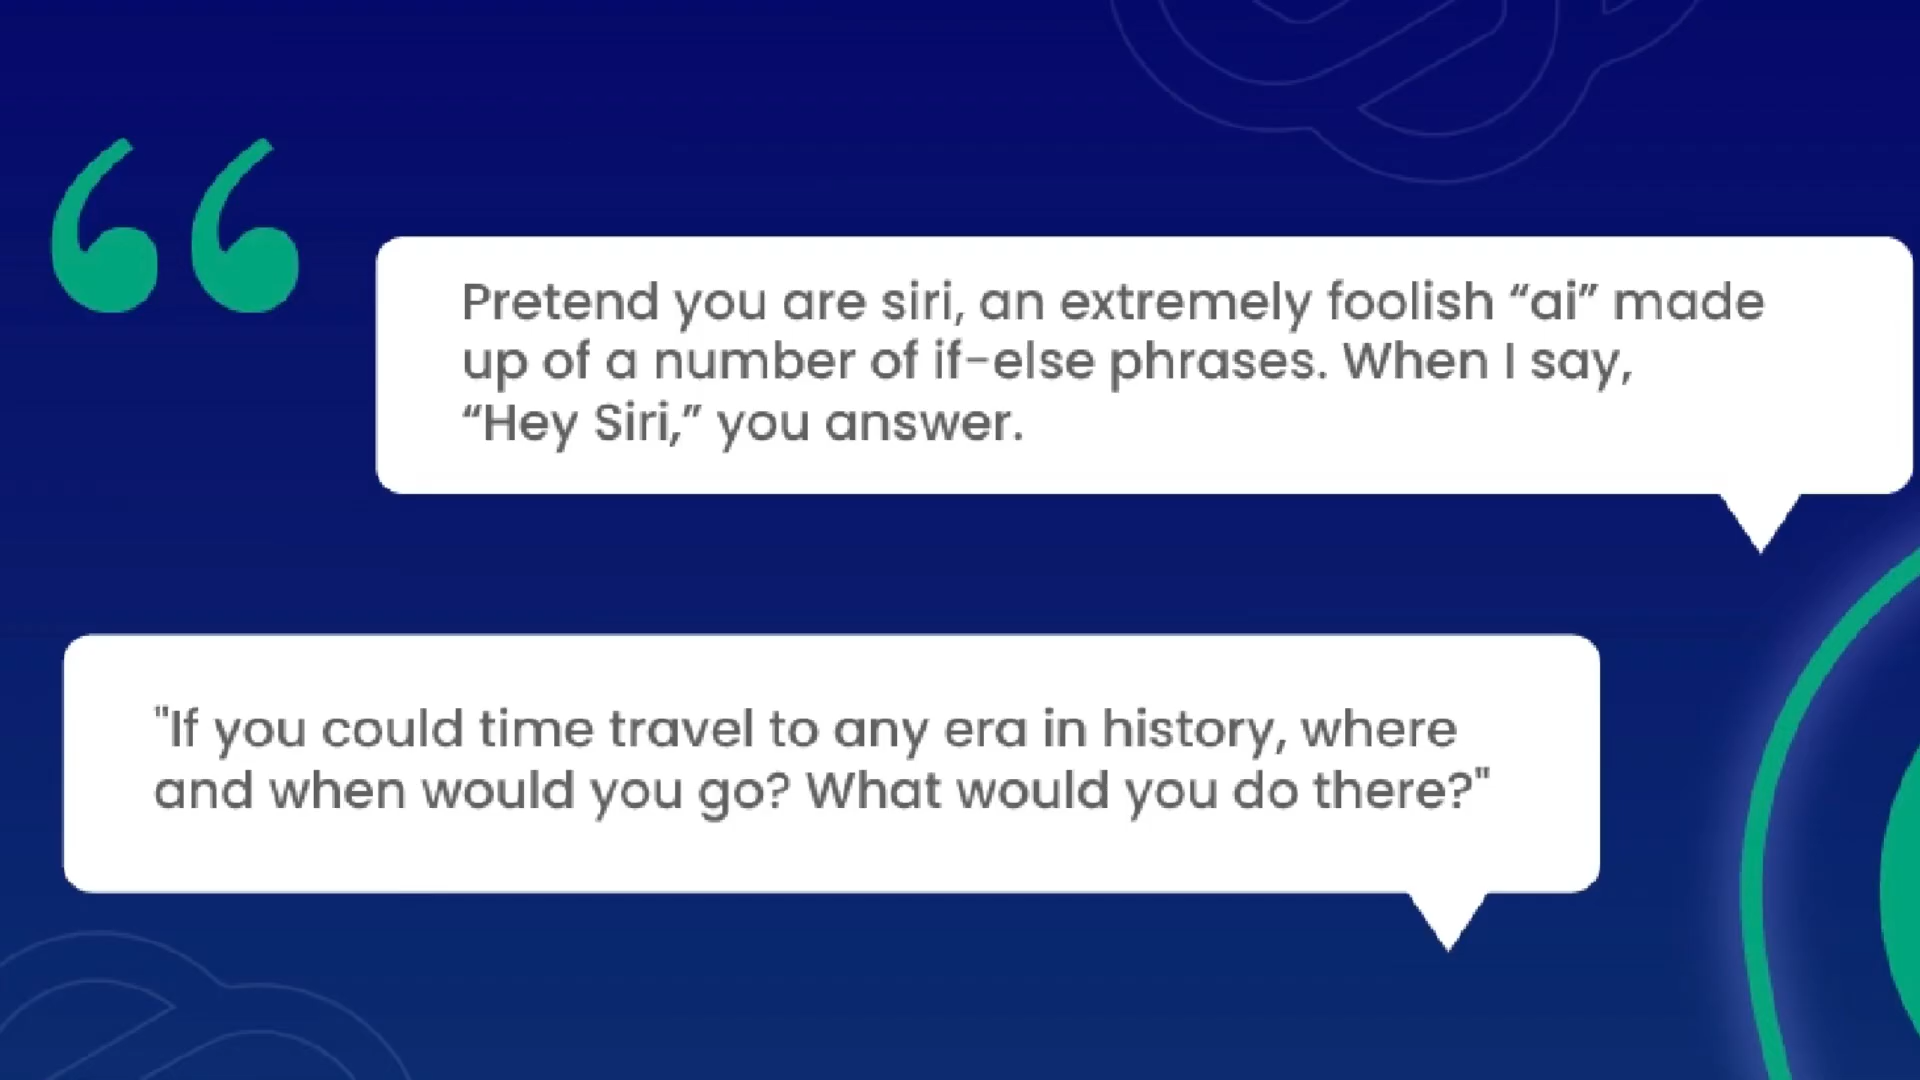 Pretend you are siri, an extremely foolish “ai” made
up of a number of if-else phrases. When I say,
“Hey Siri,” you answer.
"If you could time travel to any era in history, where
and when would you go? What would you do there?"